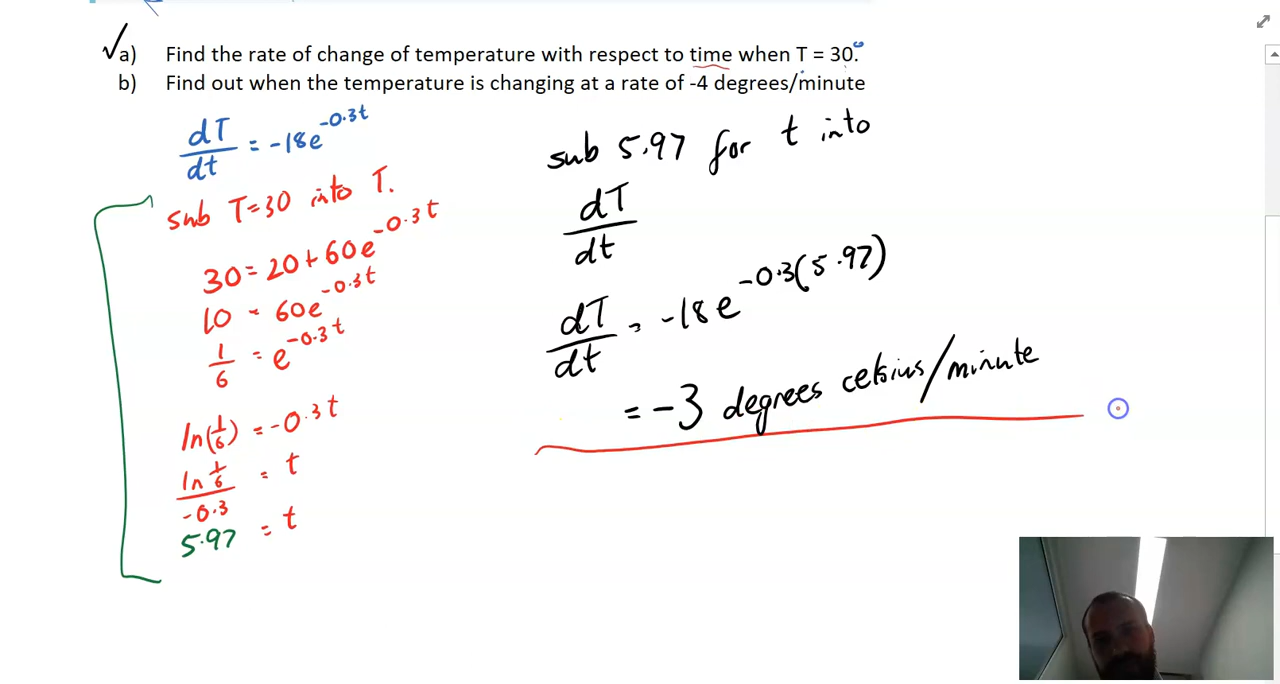 ✓a) Find the rate of change of temperature with respect to time when T = 30°.
b) Find out when the temperature is changing at a rate of -4 degrees/minute
dT/dt = -18e^-0.3t
sub T=30 into T.
30 = 20 + 60e^-0.3t
10 = 60e^-0.3t
1/6 = e^-0.3t
ln(1/6) = -0.3t
ln 1/6 / -0.3 = t
5.97 = t
sub 5.97 for t into
dT/dt
dT/dt = -18e^-0.3(5.97)
= -3 degrees celsius/minute